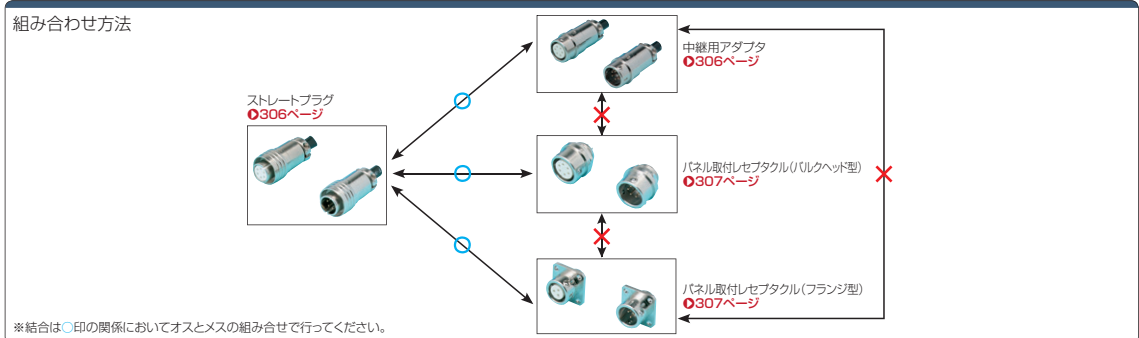 組み合わせ方法
中継用アダプタ
306ページ
ストレートプラグ
306ページ
パネル取付レセプタクル(バルクヘッド型)
307ページ
パネル取付レセプタクル(フランジ型)
307ページ
※結合は○印の関係においてオスとメスの組み合せで行ってください。